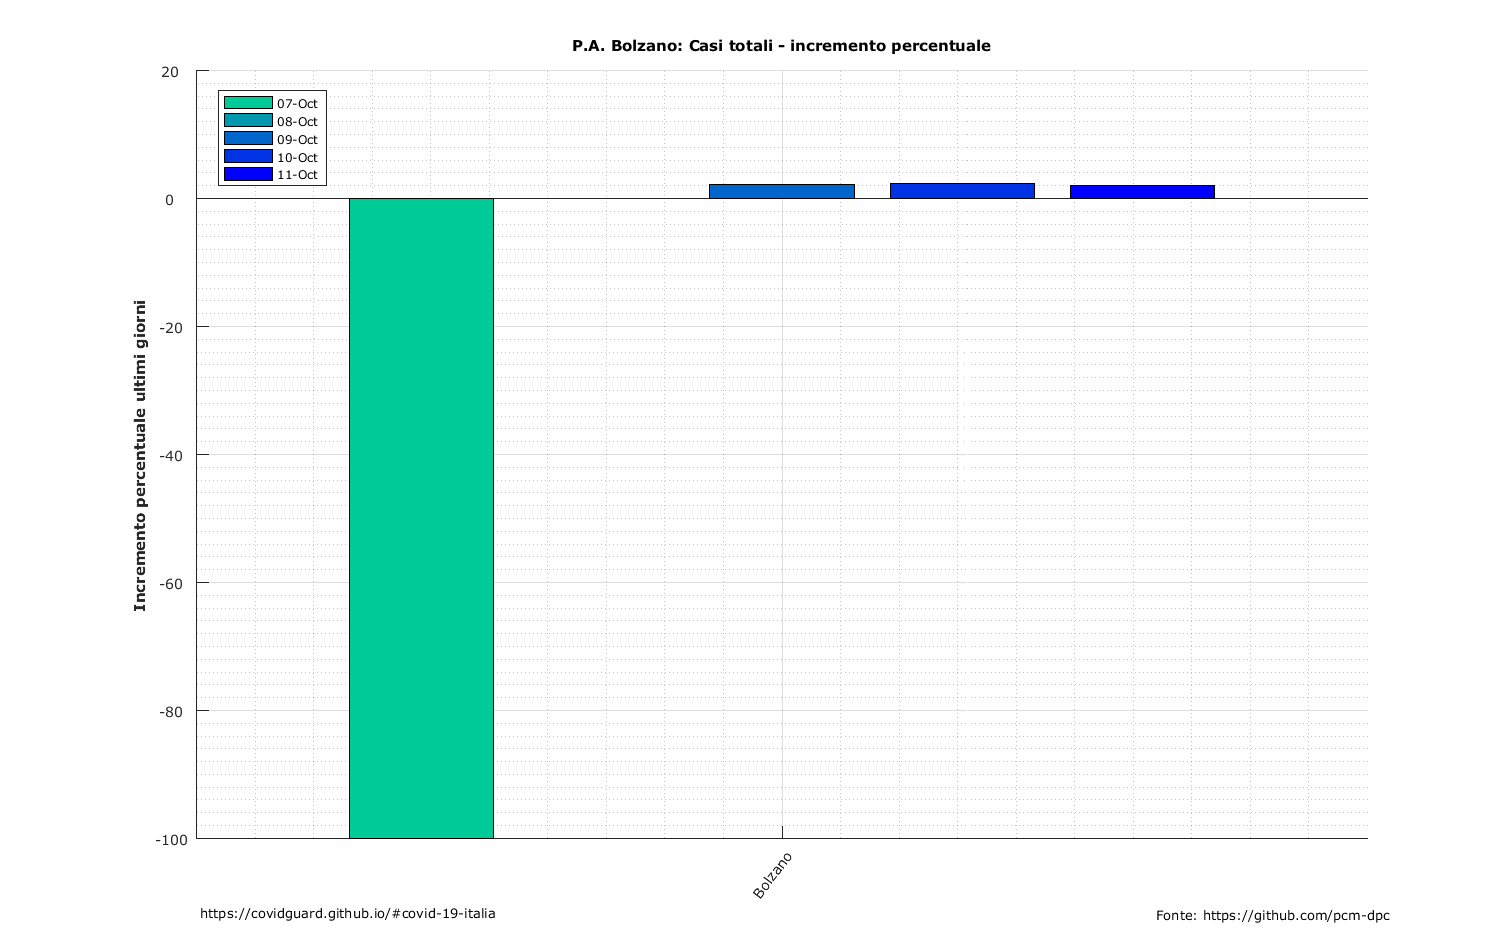 P.A. Bolzano: Casi totali - incremento percentuale
20
0
-20
-40
-60
-80
-100
Incremento percentuale ultimi giorni
07-Oct
08-Oct
09-Oct
10-Oct
11-Oct
Bolzano
https://covidguard.github.io/#covid-19-italia
Fonte: https://github.com/pcm-dpc